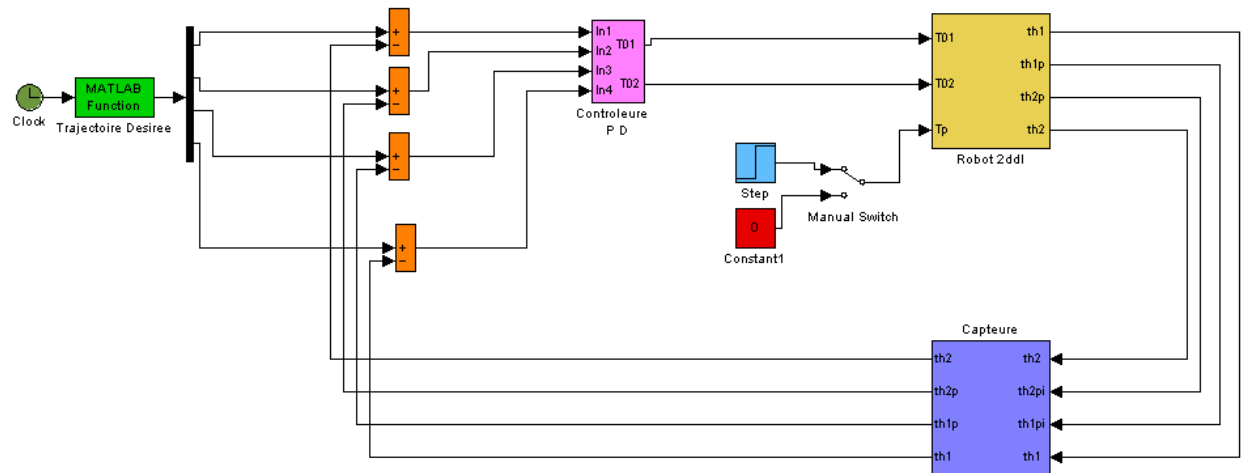 Clock
MATLAB
Function
Trajectoire Desiree
+
−
+
−
+
−
+
−
In1
In2
In3
In4
T01
T02
Controleure
P D
T01
T02
Tp
th1
th1p
th2p
th2
Robot 2ddl
Step
Manual Switch
0
Constant1
Capteure
th2
th2p
th1p
th1
th2
th2pi
th1pi
th1